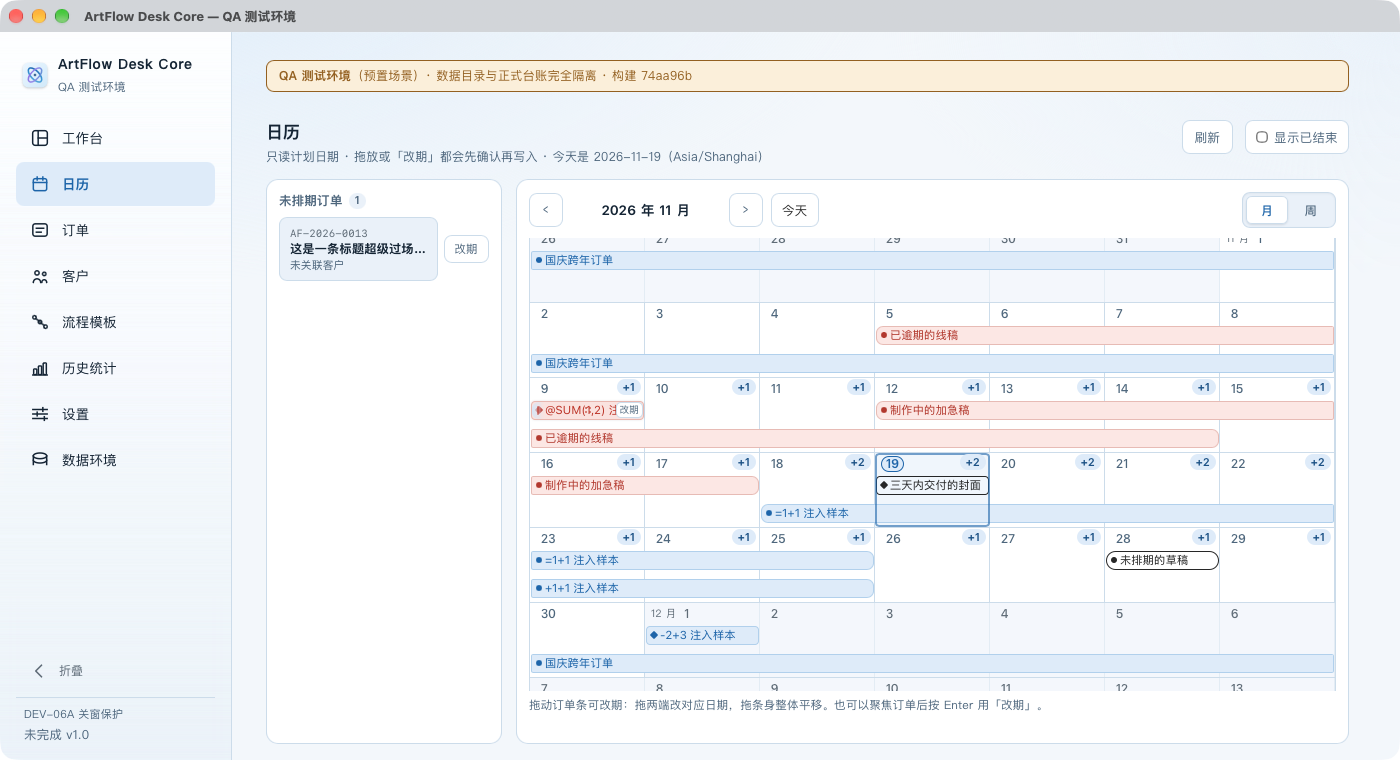 ArtFlow Desk Core — QA 测试环境
ArtFlow Desk Core
QA 测试环境
工作台
日历
订单
客户
流程模板
历史统计
设置
数据环境
折叠
DEV-06A 关窗保护
未完成 v1.0
QA 测试环境（预置场景）· 数据目录与正式台账完全隔离 · 构建 74aa96b
日历
只读计划日期 · 拖放或「改期」都会先确认再写入 · 今天是 2026-11-19（Asia/Shanghai）
刷新
显示已结束
未排期订单 1
AF-2026-0013
这是一条标题超级过场…
未关联客户
改期
2026 年 11 月
今天
月 周
26 27 28 29 30 31 11 月 1
国庆跨年订单
2 3 4 5 6 7 8
已逾期的线稿
国庆跨年订单
9 +1 10 +1 11 +1 12 +1 13 +1 14 +1 15 +1
改期
制作中的加急稿
已逾期的线稿
16 +1 17 +1 18 +2 19 +2 20 +2 21 +2 22 +2
制作中的加急稿
三天内交付的封面
=1+1 注入样本
23 +1 24 +1 25 +1 26 +1 27 +1 28 +1 29 +1
=1+1 注入样本
未排期的草稿
+1+1 注入样本
30 12 月 1 2 3 4 5 6
-2+3 注入样本
国庆跨年订单
7 8 9 10 11 12 13
拖动订单条可改期：拖两端改对应日期，拖条身整体平移。也可以聚焦订单后按 Enter 用「改期」。